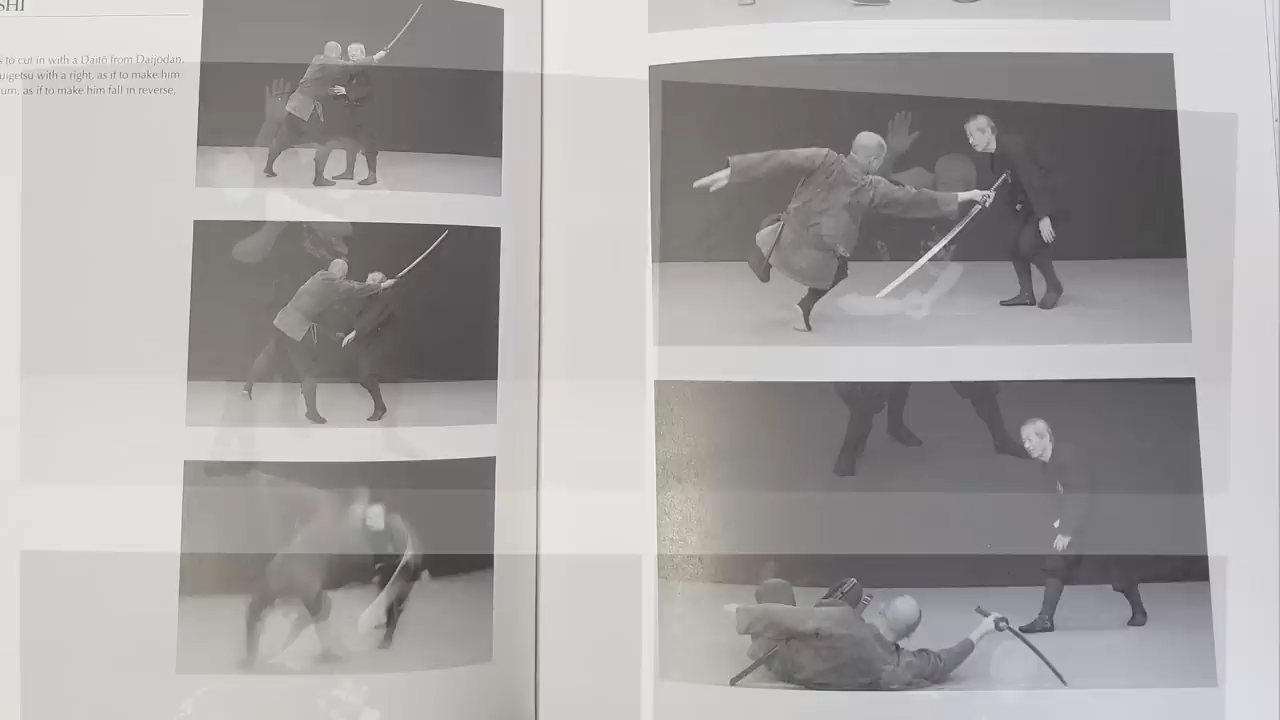 SHI
s to cut in with a Daitō from Daijodan.
uigetsu with a right, as if to make him
um, as if to make him fall in reverse,